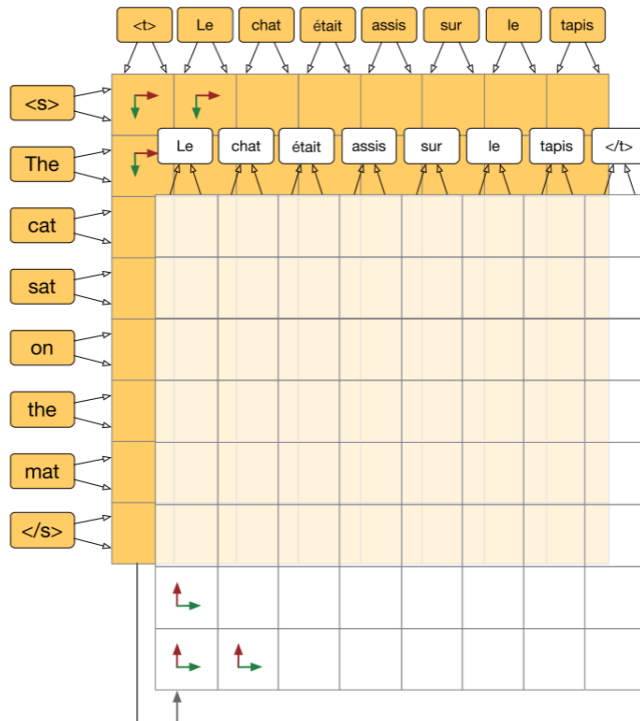 <t> Le chat était assis sur le tapis
<s>
The
Le chat était assis sur le tapis </t>
cat
sat
on
the
mat
</s>